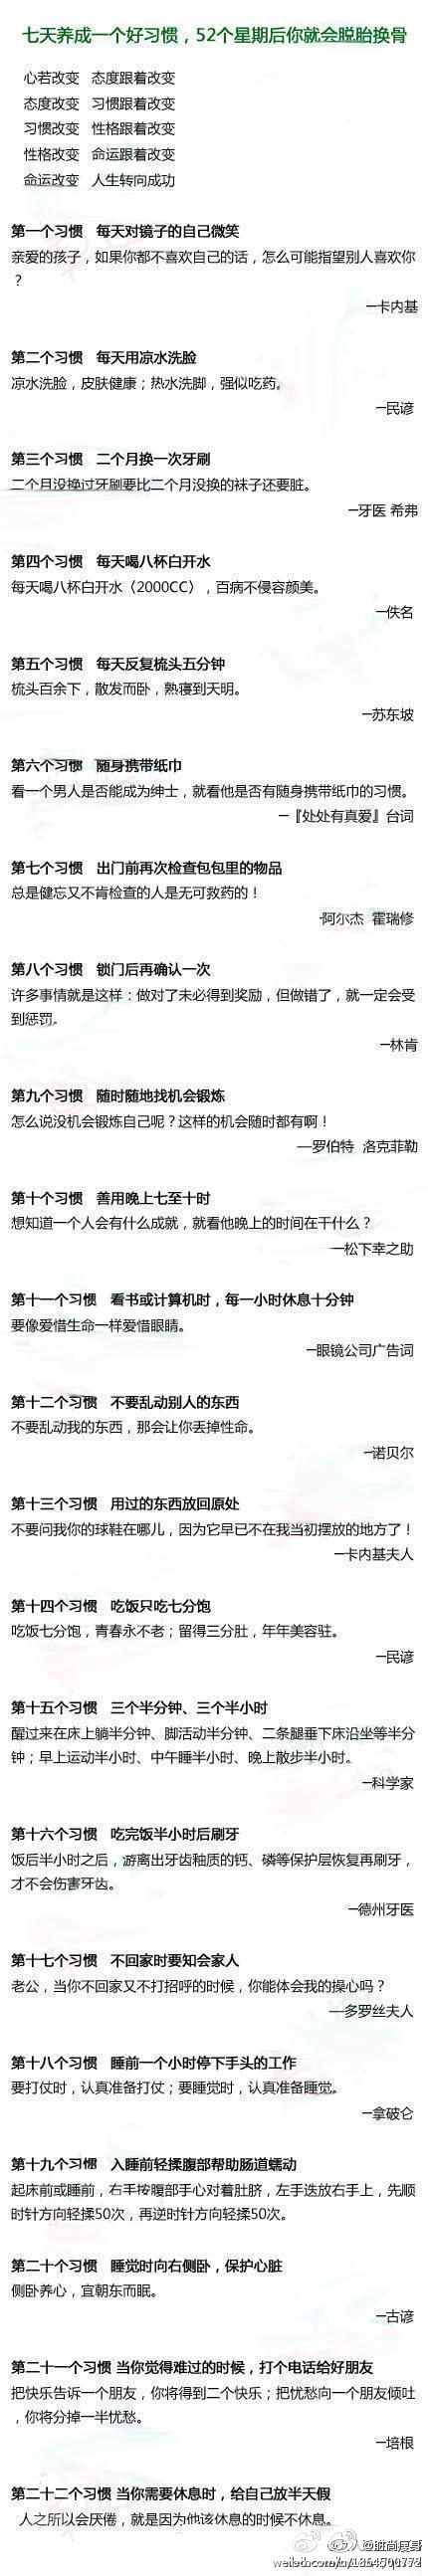 七天养成一个好习惯，52个星期后你就会脱胎换骨
心若改变 态度跟着改变
态度改变 习惯跟着改变
习惯改变 性格跟着改变
性格改变 命运跟着改变
命运改变 人生转向成功
第一个习惯 每天对镜子的自己微笑
亲爱的孩子，如果你都不喜欢自己的话，怎么可能指望别人喜欢你
？
—卡内基
第二个习惯 每天用凉水洗脸
凉水洗脸，皮肤健康；热水洗脚，强似吃药。
—民谚
第三个习惯 二个月换一次牙刷
二个月没换过牙刷要比二个月没换的袜子还要脏。
—牙医 希弗
第四个习惯 每天喝八杯白开水
每天喝八杯白开水〈2000CC〉，百病不侵容颜美。
—佚名
第五个习惯 每天反复梳头五分钟
梳头百余下，散发而卧，熟寝到天明。
—苏东坡
第六个习惯 随身携带纸巾
看一个男人是否能成为绅士，就看他是否有随身携带纸巾的习惯。
—『处处有真爱』台词
第七个习惯 出门前再次检查包包里的物品
总是健忘又不肯检查的人是无可救药的！
-阿尔杰 霍瑞修
第八个习惯 锁门后再确认一次
许多事情就是这样：做对了未必得到奖励，但做错了，就一定会受
到惩罚。
—林肯
第九个习惯 随时随地找机会锻炼
怎么说没机会锻炼自己呢？这样的机会随时都有啊！
—罗伯特 洛克菲勒
第十个习惯 善用晚上七至十时
想知道一个人会有什么成就，就看他晚上的时间在干什么？
—松下幸之助
第十一个习惯 看书或计算机时，每一小时休息十分钟
要像爱惜生命一样爱惜眼睛。
—眼镜公司广告词
第十二个习惯 不要乱动别人的东西
不要乱动我的东西，那会让你丢掉性命。
—诺贝尔
第十三个习惯 用过的东西放回原处
不要问我你的球鞋在哪儿，因为它早已不在我当初摆放的地方了！
—卡内基夫人
第十四个习惯 吃饭只吃七分饱
吃饭七分饱，青春永不老；留得三分肚，年年美容驻。
—民谚
第十五个习惯 三个半分钟、三个半小时
醒过来在床上躺半分钟、脚活动半分钟、二条腿垂下床沿坐等半分
钟；早上运动半小时、中午睡半小时、晚上散步半小时。
—科学家
第十六个习惯 吃完饭半小时后刷牙
饭后半小时之后，游离出牙齿釉质的钙、磷等保护层恢复再刷牙，
才不会伤害牙齿。
—德州牙医
第十七个习惯 不回家时要知会家人
老公，当你不回家又不打招呼的时候，你能体会我的操心吗？
—多罗丝夫人
第十八个习惯 睡前一个小时停下手头的工作
要打仗时，认真准备打仗；要睡觉时，认真准备睡觉。
—拿破仑
第十九个习惯 入睡前轻揉腹部帮助肠道蠕动
起床前或睡前，右手按腹部手心对着肚脐，左手迭放右手上，先顺
时针方向轻揉50次，再逆时针方向轻揉50次。
第二十个习惯 睡觉时向右侧卧，保护心脏
侧卧养心，宜朝东而眠。
—古谚
第二十一个习惯 当你觉得难过的时候，打个电话给好朋友
把快乐告诉一个朋友，你将得到二个快乐；把忧愁向一个朋友倾吐
，你将分掉一半忧愁。
—培根
第二十二个习惯 当你需要休息时，给自己放半天假
人之所以会厌倦，就是因为他该休息的时候不休息。